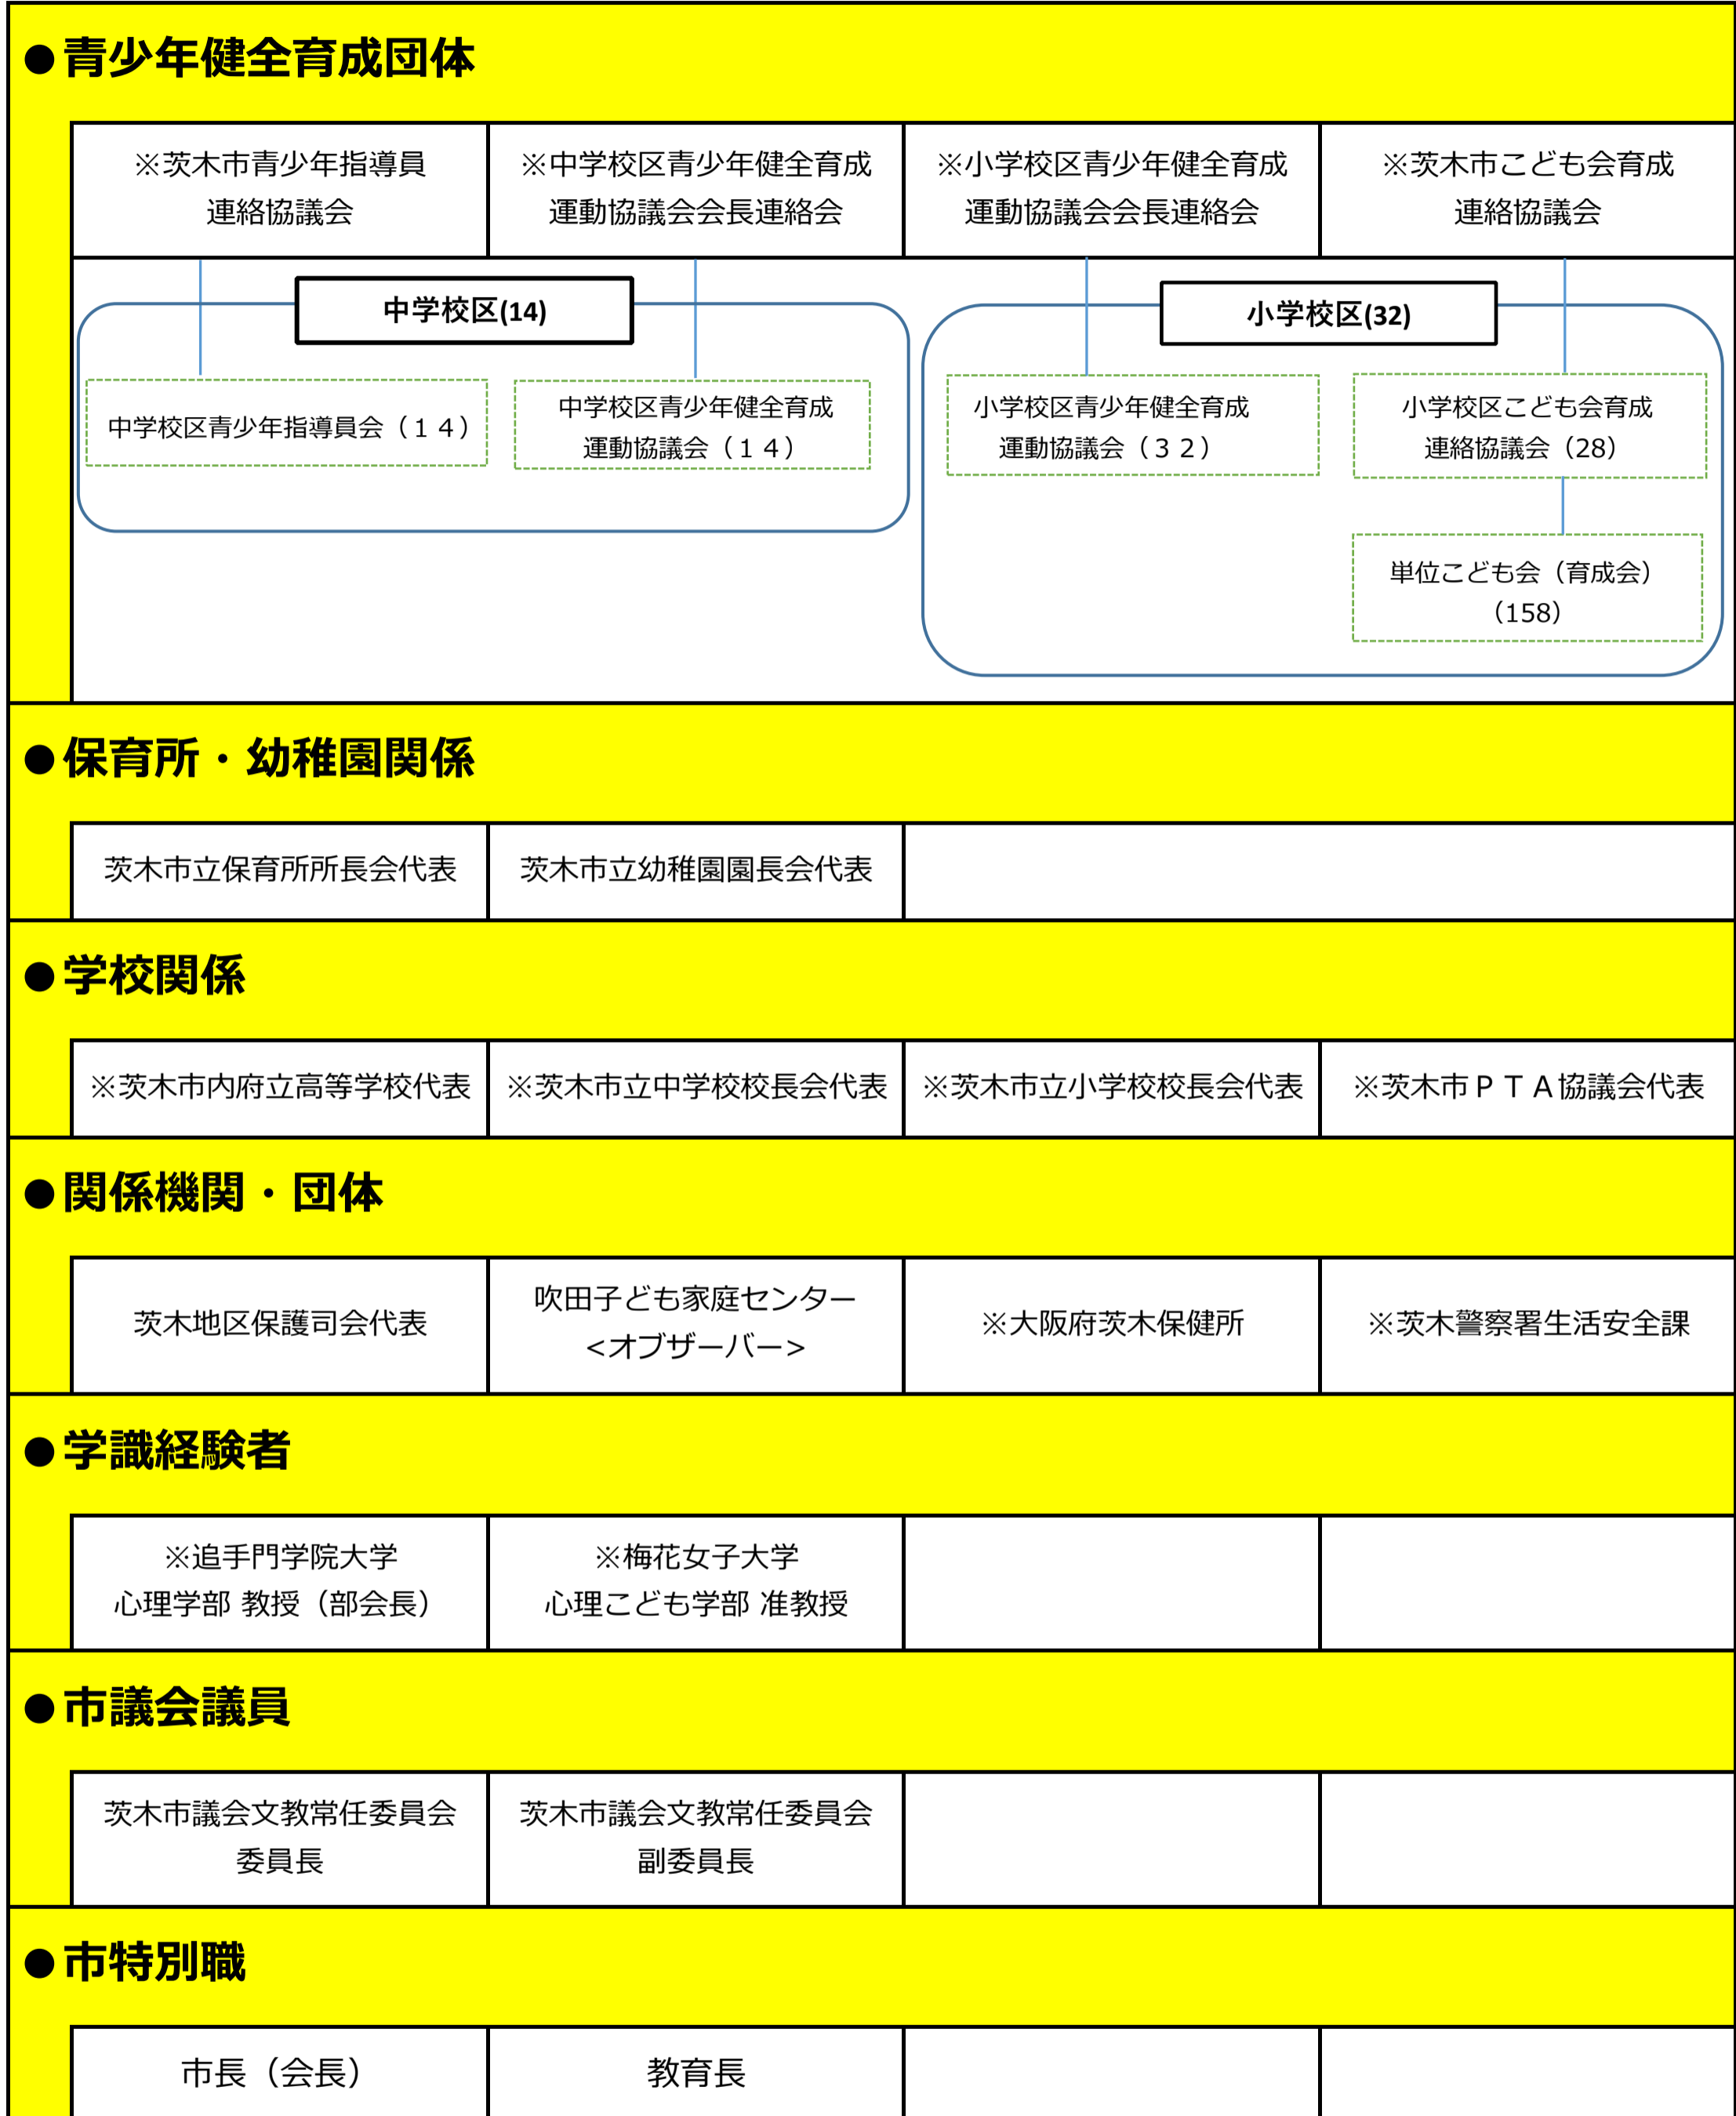 ●青少年健全育成団体
※茨木市青少年指導員
連絡協議会
※中学校区青少年健全育成
運動協議会会長連絡会
※小学校区青少年健全育成
運動協議会会長連絡会
※茨木市こども会育成
連絡協議会
中学校区(14)
中学校区青少年指導員会（１４）
中学校区青少年健全育成
運動協議会（１４）
小学校区(32)
小学校区青少年健全育成
運動協議会（３２）
小学校区こども会育成
連絡協議会（28）
単位こども会（育成会）
（158）
●保育所・幼稚園関係
茨木市立保育所所長会代表
茨木市立幼稚園園長会代表
●学校関係
※茨木市内府立高等学校代表
※茨木市立中学校校長会代表
※茨木市立小学校校長会代表
※茨木市ＰＴＡ協議会代表
●関係機関・団体
茨木地区保護司会代表
吹田子ども家庭センター
<オブザーバー>
※大阪府茨木保健所
※茨木警察署生活安全課
●学識経験者
※追手門学院大学
心理学部 教授（部会長）
※梅花女子大学
心理こども学部 准教授
●市議会議員
茨木市議会文教常任委員会
委員長
茨木市議会文教常任委員会
副委員長
●市特別職
市長（会長）
教育長